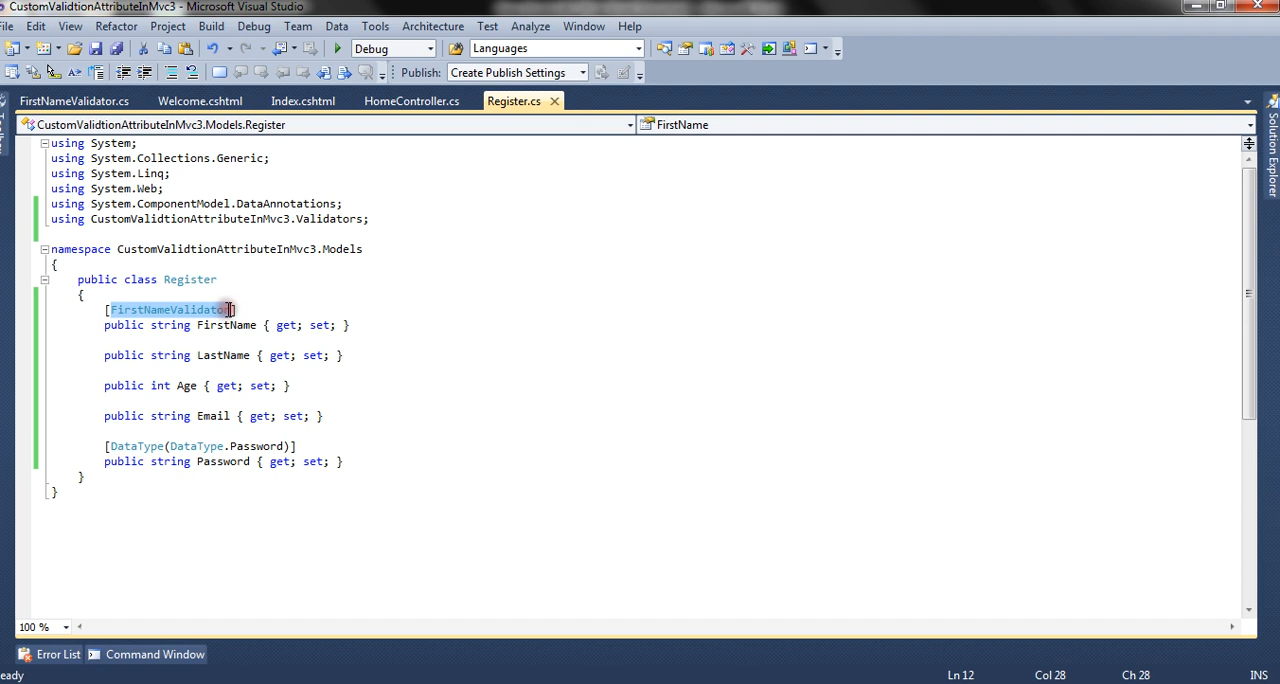 CustomValidtionAttributeInMvc3 - Microsoft Visual Studio
File Edit View Refactor Project Build Debug Team Data Tools Architecture Test Analyze Window Help
Debug Languages
Publish: Create Publish Settings
FirstNameValidator.cs Welcome.cshtml Index.cshtml HomeController.cs Register.cs
CustomValidtionAttributeInMvc3.Models.Register FirstName
using System;
using System.Collections.Generic;
using System.Linq;
using System.Web;
using System.ComponentModel.DataAnnotations;
using CustomValidtionAttributeInMvc3.Validators;
namespace CustomValidtionAttributeInMvc3.Models
{
public class Register
{
[FirstNameValidator]
public string FirstName { get; set; }
public string LastName { get; set; }
public int Age { get; set; }
public string Email { get; set; }
[DataType(DataType.Password)]
public string Password { get; set; }
}
}
Solution Explorer
100 %
Error List Command Window
eady Ln 12 Col 28 Ch 28 INS